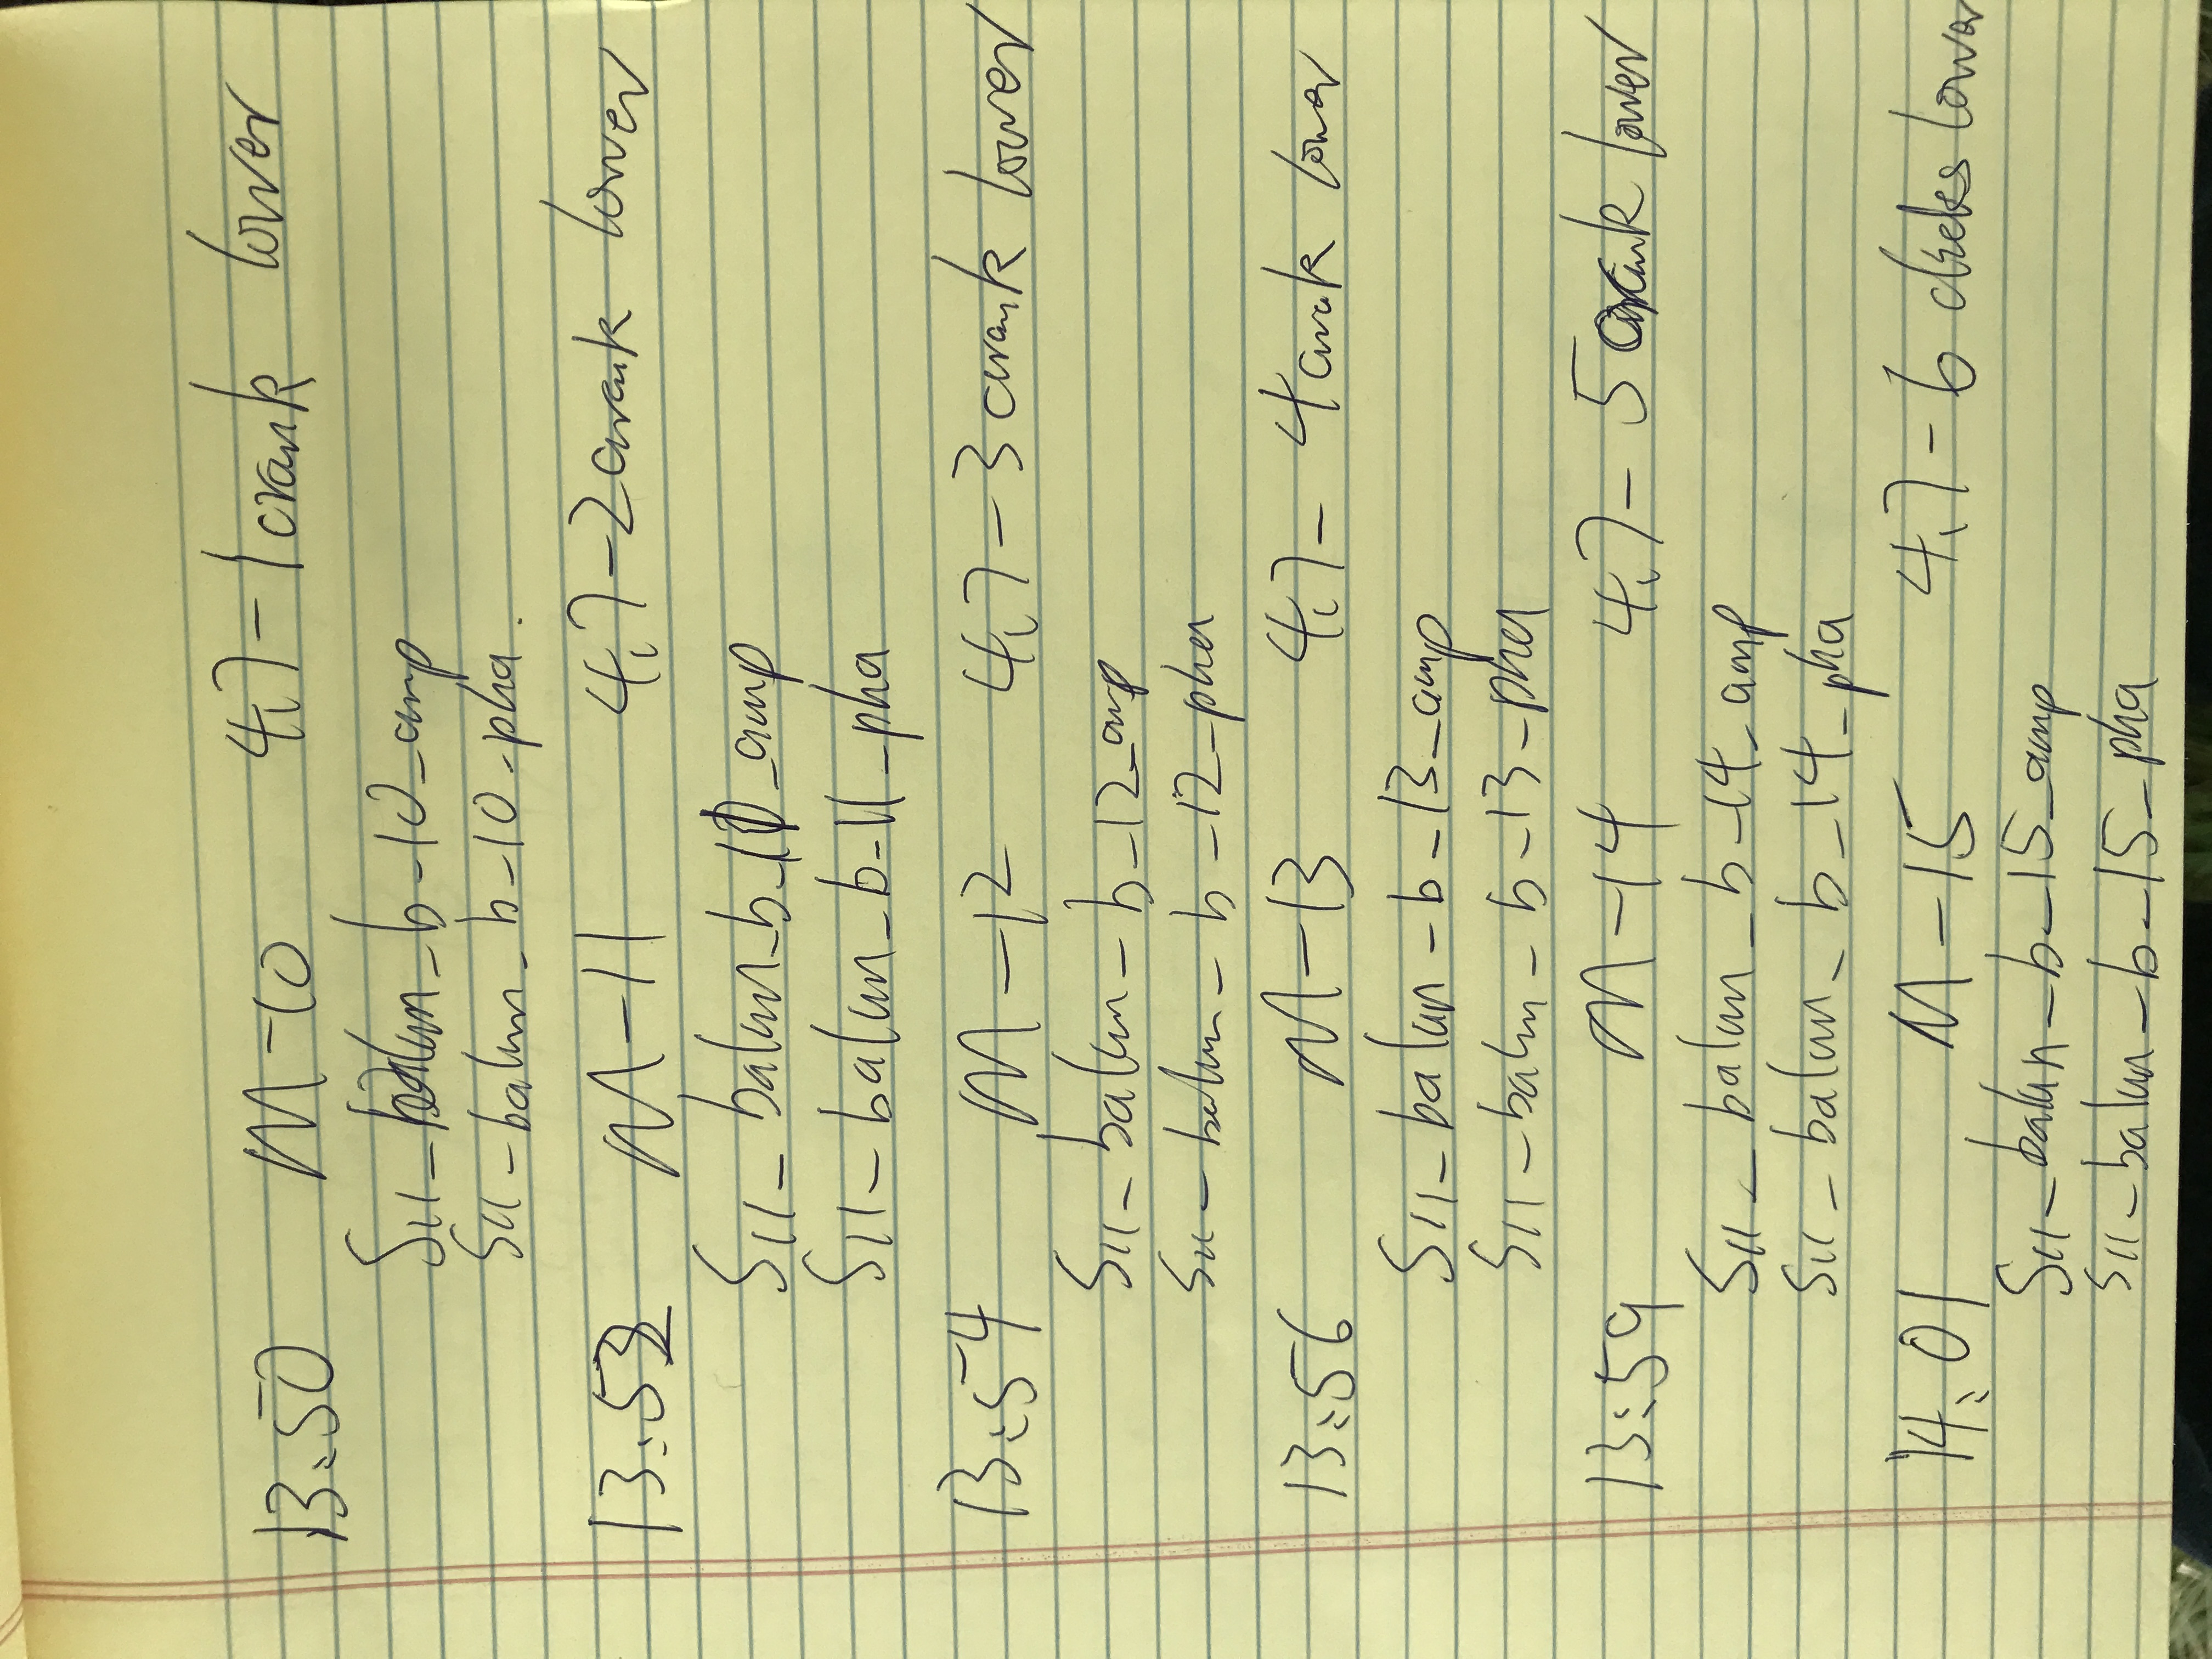 13:50 M-10 4.7 - 1 crank lower
S11-balun-b-10-amp
S11-balun-b-10-pha.
13:52 M-11 4.7 - 2 crank lower
S11-balun-b-11-amp
S11-balun-b-11-pha
13:54 M-12 4.7 - 3 crank lower
S11-balun-b-12-amp
S11-balun-b-12-pha
13:56 M-13 4.7 - 4 crank lower
S11-balun-b-13-amp
S11-balun-b-13-pha
13:59 M-14 4.7 - 5 crank lower
S11-balun-b-14-amp
S11-balun-b-14-pha
14:01 M-15 4.7 - 6 lower
S11-balun-b-15-amp
S11-balun-b-15-pha